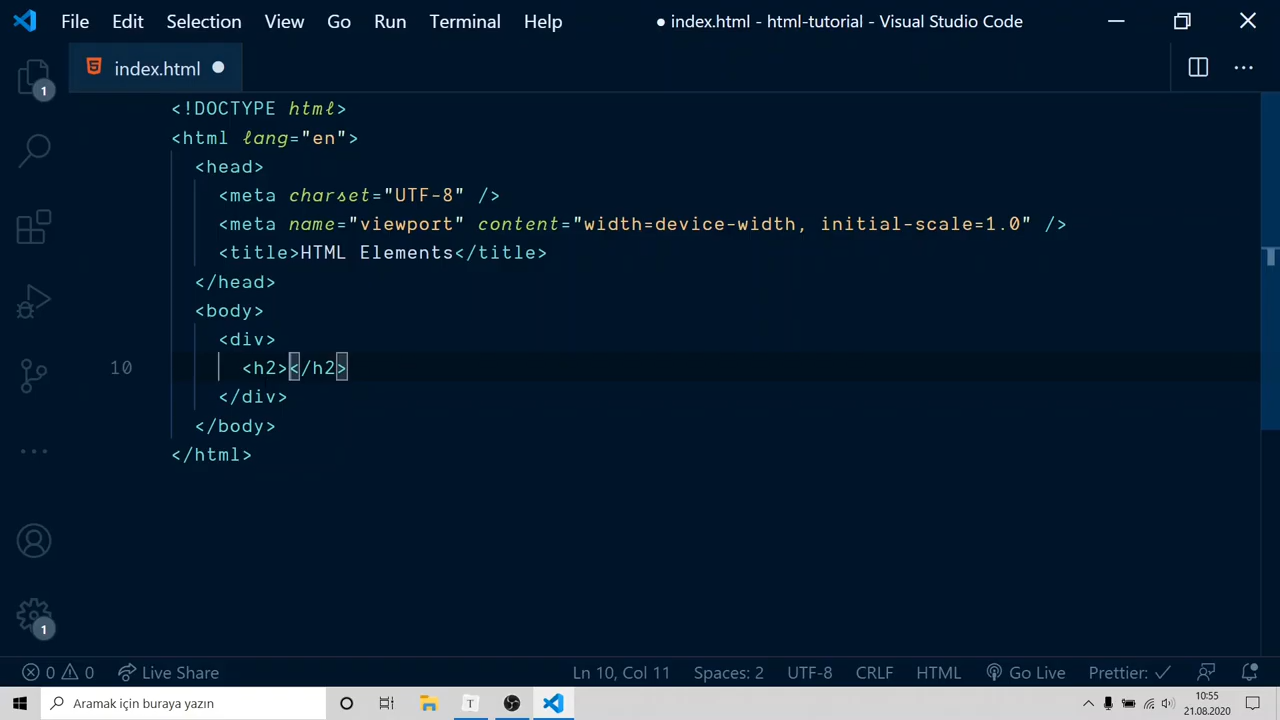 File Edit Selection View Go Run Terminal Help ● index.html - html-tutorial - Visual Studio Code
index.html
1
<!DOCTYPE html>
<html lang="en">
<head>
<meta charset="UTF-8" />
<meta name="viewport" content="width=device-width, initial-scale=1.0" />
<title>HTML Elements</title>
</head>
<body>
<div>
10 <h2></h2>
</div>
</body>
</html>
1
0 0 Live Share Ln 10, Col 11 Spaces: 2 UTF-8 CRLF HTML Go Live Prettier: ✓
Aramak için buraya yazın
T
10:55
21.08.2020